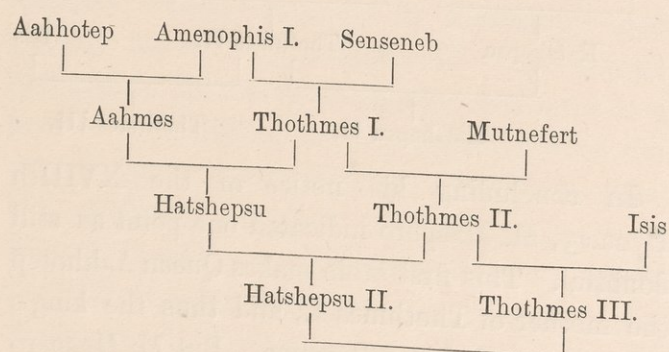 Aahhotep Amenophis I. Senseneb
Aahmes Thothmes I. Mutnefert
Hatshepsu Thothmes II. Isis
Hatshepsu II. Thothmes III.